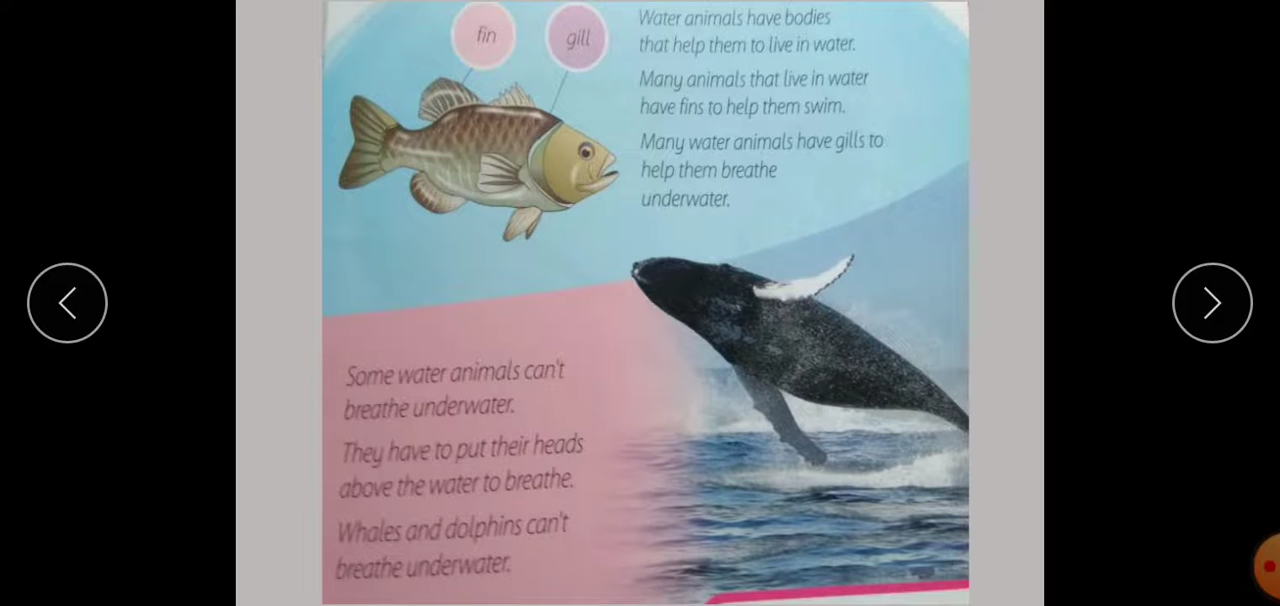 fin
gill
Water animals have bodies
that help them to live in water.
Many animals that live in water
have fins to help them swim.
Many water animals have gills to
help them breathe
underwater.
Some water animals can't
breathe underwater.
They have to put their heads
above the water to breathe.
Whales and dolphins can't
breathe underwater.